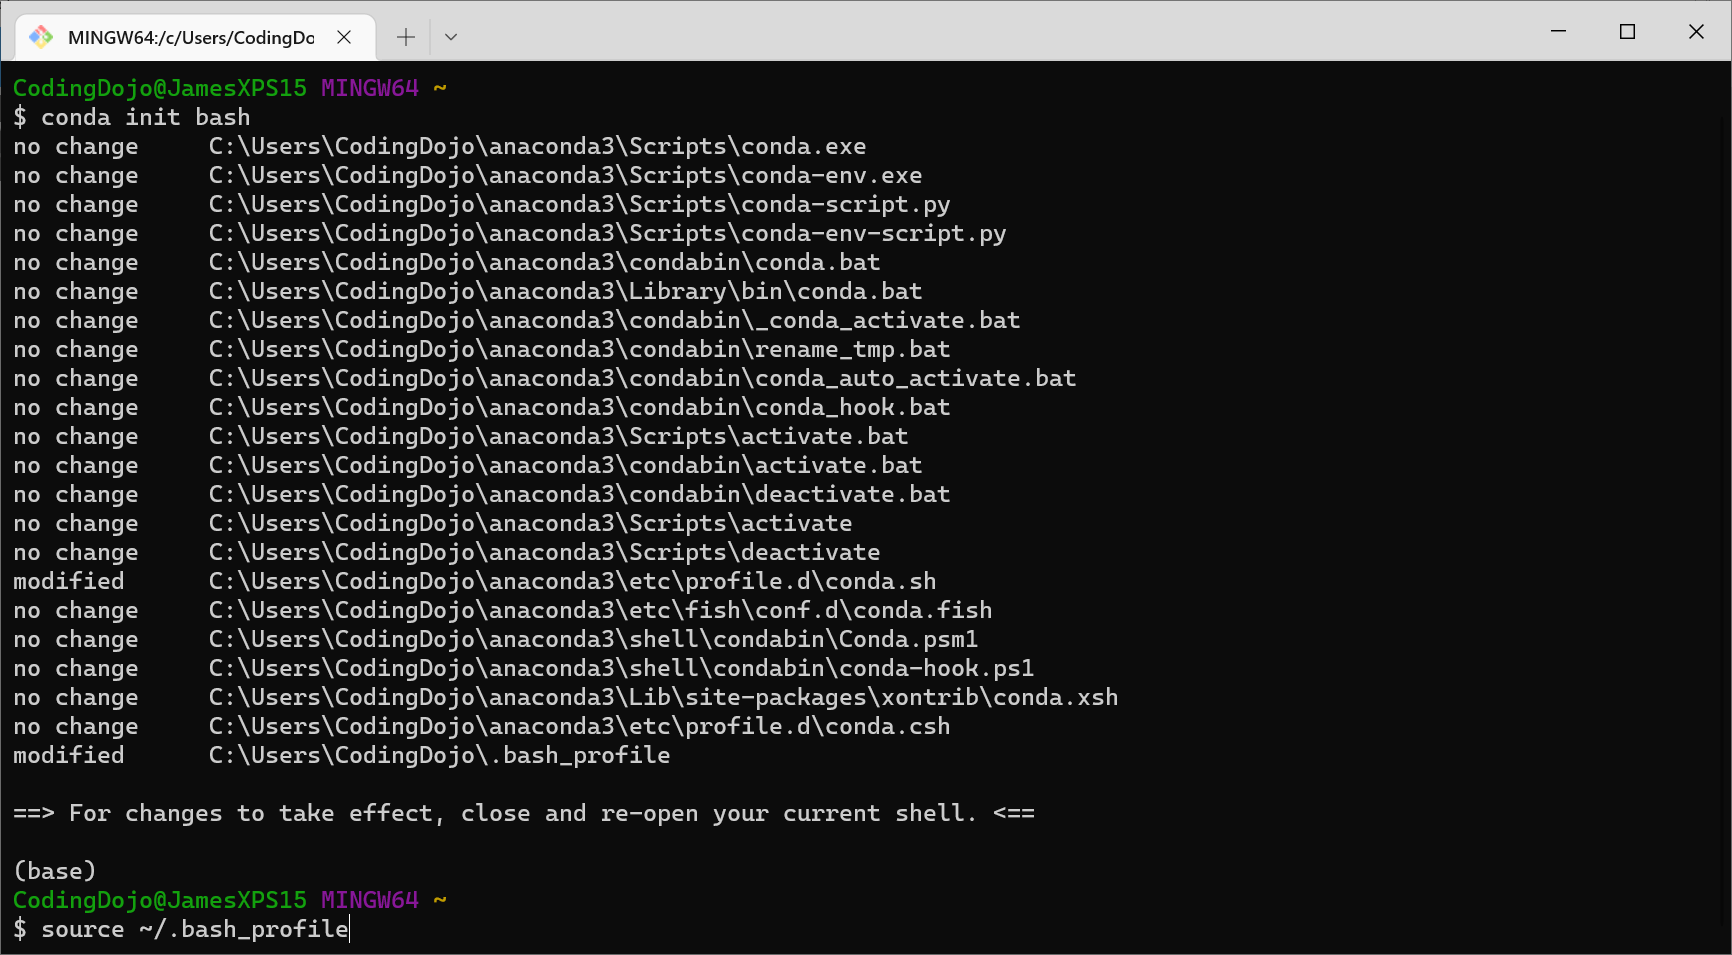 MINGW64:/c/Users/CodingDo
CodingDojo@JamesXPS15 MINGW64 ~
$ conda init bash
no change     C:\Users\CodingDojo\anaconda3\Scripts\conda.exe
no change     C:\Users\CodingDojo\anaconda3\Scripts\conda-env.exe
no change     C:\Users\CodingDojo\anaconda3\Scripts\conda-script.py
no change     C:\Users\CodingDojo\anaconda3\Scripts\conda-env-script.py
no change     C:\Users\CodingDojo\anaconda3\condabin\conda.bat
no change     C:\Users\CodingDojo\anaconda3\Library\bin\conda.bat
no change     C:\Users\CodingDojo\anaconda3\condabin\_conda_activate.bat
no change     C:\Users\CodingDojo\anaconda3\condabin\rename_tmp.bat
no change     C:\Users\CodingDojo\anaconda3\condabin\conda_auto_activate.bat
no change     C:\Users\CodingDojo\anaconda3\condabin\conda_hook.bat
no change     C:\Users\CodingDojo\anaconda3\Scripts\activate.bat
no change     C:\Users\CodingDojo\anaconda3\condabin\activate.bat
no change     C:\Users\CodingDojo\anaconda3\condabin\deactivate.bat
no change     C:\Users\CodingDojo\anaconda3\Scripts\activate
no change     C:\Users\CodingDojo\anaconda3\Scripts\deactivate
modified      C:\Users\CodingDojo\anaconda3\etc\profile.d\conda.sh
no change     C:\Users\CodingDojo\anaconda3\etc\fish\conf.d\conda.fish
no change     C:\Users\CodingDojo\anaconda3\shell\condabin\Conda.psm1
no change     C:\Users\CodingDojo\anaconda3\shell\condabin\conda-hook.ps1
no change     C:\Users\CodingDojo\anaconda3\Lib\site-packages\xontrib\conda.xsh
no change     C:\Users\CodingDojo\anaconda3\etc\profile.d\conda.csh
modified      C:\Users\CodingDojo\.bash_profile
==> For changes to take effect, close and re-open your current shell. <==
(base)
CodingDojo@JamesXPS15 MINGW64 ~
$ source ~/.bash_profile